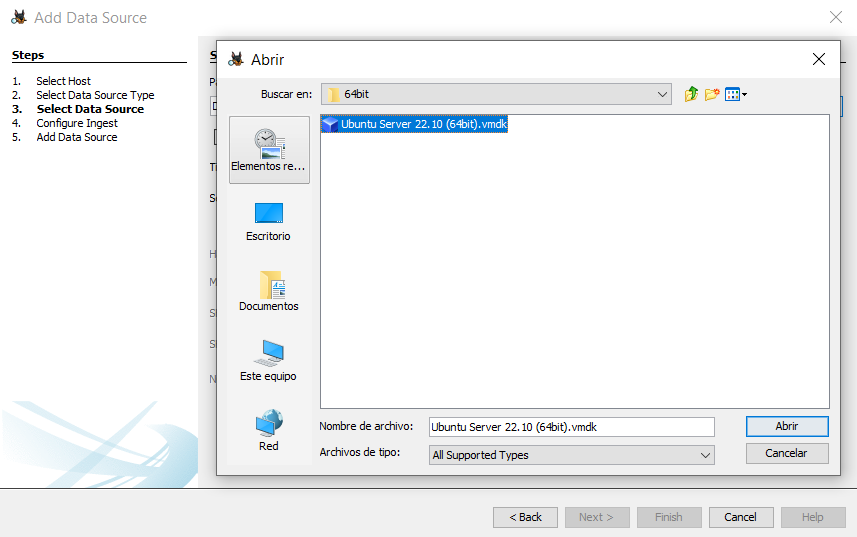 Add Data Source
Steps
1. Select Host
2. Select Data Source Type
3. Select Data Source
4. Configure Ingest
5. Add Data Source
Abrir
Buscar en: 64bit
Ubuntu Server 22.10 (64bit).vmdk
Elementos re...
Escritorio
Documentos
Este equipo
Red
Nombre de archivo: Ubuntu Server 22.10 (64bit).vmdk
Abrir
Archivos de tipo: All Supported Types
Cancelar
< Back
Next >
Finish
Cancel
Help